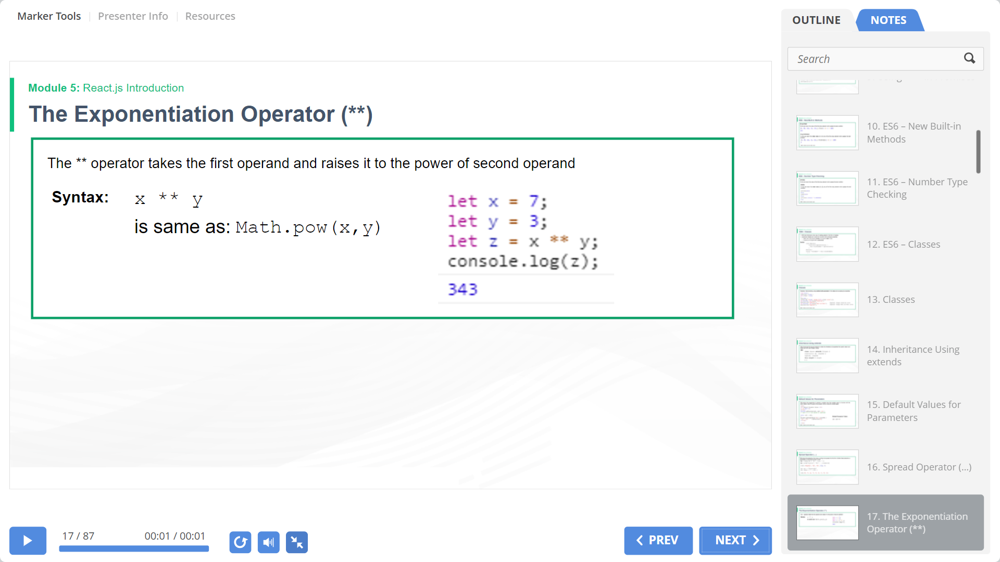 Marker Tools
Presenter Info
Resources
OUTLINE
NOTES
Search
Module 5: React.js Introduction
The Exponentiation Operator (**)
The ** operator takes the first operand and raises it to the power of second operand
Syntax: x ** y
is same as: Math.pow(x,y)
let x = 7;
let y = 3;
let z = x ** y;
console.log(z);
343
10. ES6 – New Built-in
Methods
11. ES6 – Number Type
Checking
12. ES6 – Classes
13. Classes
14. Inheritance Using
extends
15. Default Values for
Parameters
16. Spread Operator (...)
17. The Exponentiation
Operator (**)
17 / 87
00:01 / 00:01
PREV
NEXT